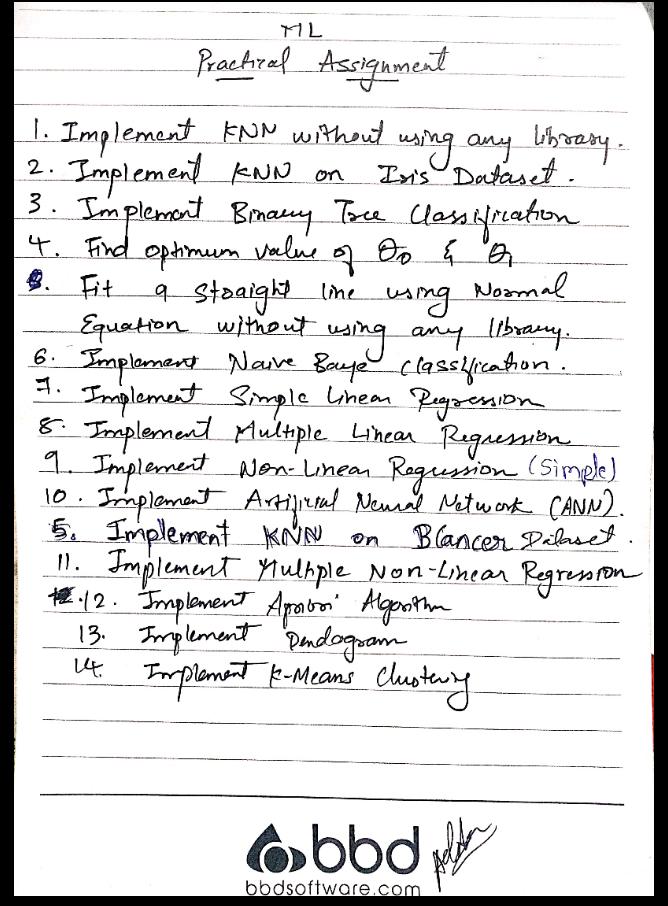 ML
Practical Assignment
1. Implement KNN without using any library.
2. Implement KNN on Iris Dataset.
3. Implement Binary Tree Classification
4. Find optimum value of θ0 & θ1
Fit a straight line using Normal
Equation without using any library.
6. Implement Naive Baye Classification.
7. Implement Simple Linear Regression
8. Implement Multiple Linear Regression
9. Implement Non-Linear Regression (Simple)
10. Implement Artificial Neural Network (ANN).
5. Implement KNN on BCancer Dataset.
11. Implement Multiple Non-Linear Regression
12. Implement Apriori Algorithm
13. Implement Dendogram
14. Implement K-Means Clustering
bbd
bbdsoftware.com